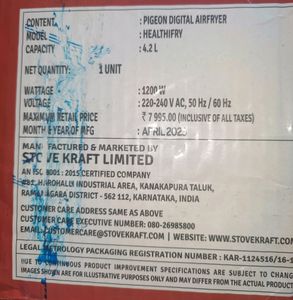 CONTENT : PIGEON DIGITAL AIRFRYER
MODEL : HEALTHIFRY
CAPACITY : 4.2 L
NET QUANTITY: 1 UNIT
WATTAGE : 1200 W
VOLTAGE : 220-240 V AC, 50 Hz / 60 Hz
MAXIMUM RETAIL PRICE : ₹ 7 995.00 (INCLUSIVE OF ALL TAXES)
MONTH & YEAR OF MFG : APRIL 2023
MANUFACTURED & MARKETED BY
STOVE KRAFT LIMITED
AN ISO 9001 : 2015 CERTIFIED COMPANY
#81, HAROHALLI INDUSTRIAL AREA, KANAKAPURA TALUK,
RAMANAGARA DISTRICT - 562 112, KARNATAKA, INDIA
CUSTOMER CARE ADDRESS SAME AS ABOVE
CUSTOMER CARE EXECUTIVE NUMBER: 080-26985800
EMAIL: CUSTOMERCARE@STOVEKRAFT.COM | WEBSITE: WWW.STOVEKRAFT.COM
LEGAL METROLOGY PACKAGING REGISTRATION NUMBER : KAR-1124516/16-1
DUE TO CONTINUOUS PRODUCT IMPROVEMENT SPECIFICATIONS ARE SUBJECT TO CHANG
IMAGES SHOWN ARE FOR ILLUSTRATIVE PURPOSES ONLY AND MAY DIFFER FROM THE ACTUAL PRODUCT